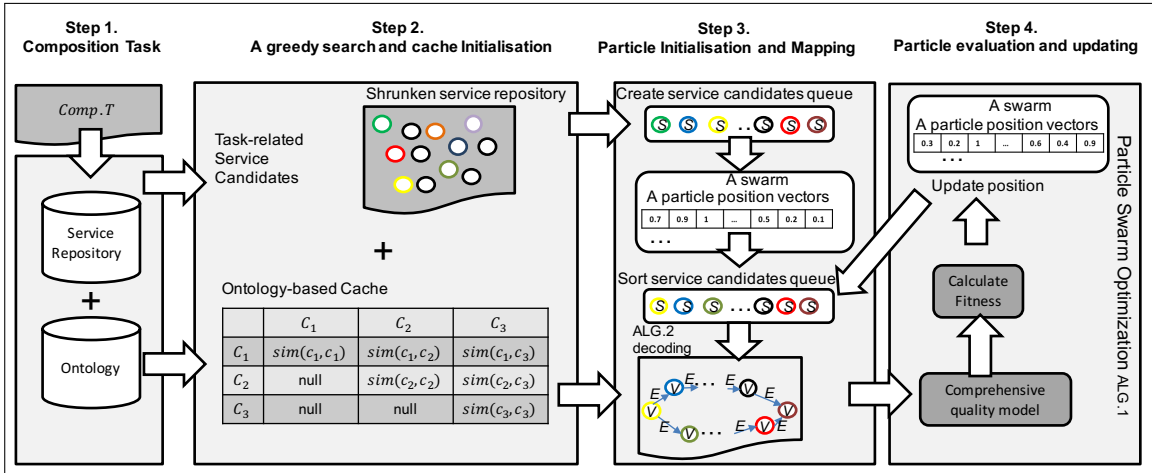 Step 1.
Composition Task
Step 2.
A greedy search and cache Initialisation
Step 3.
Particle Initialisation and Mapping
Step 4.
Particle evaluation and updating
Comp.T
Service
Repository
+
Ontology
Shrunken service repository
Task-related
Service
Candidates
+
Ontology-based Cache
C₁ C₂ C₃
C₁ sim(c₁,c₁) sim(c₁,c₂) sim(c₁,c₃)
C₂ null sim(c₂,c₂) sim(c₂,c₃)
C₃ null null sim(c₃,c₃)
Create service candidates queue
S S S .. S S S
A swarm
A particle position vectors
0.7 0.9 1 ... 0.5 0.2 0.1
...
Sort service candidates queue
S S S ... S S S
ALG.2
decoding
E V E ... E V E
V V
E V ... E V E
A swarm
A particle position vectors
0.3 0.2 1 ... 0.6 0.4 0.9
...
Update position
Calculate
Fitness
Comprehensive
quality model
Particle Swarm Optimization ALG.1